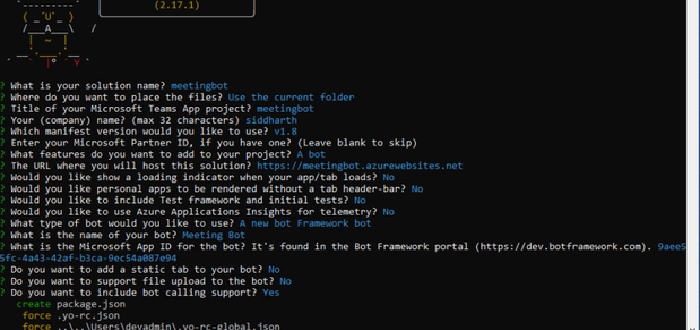 (2.17.1)
? What is your solution name? meetingbot
? Where do you want to place the files? Use the current folder
? Title of your Microsoft Teams App project? meetingbot
? Your (company) name? (max 32 characters) siddharth
? Which manifest version would you like to use? v1.8
? Enter your Microsoft Partner ID, if you have one? (Leave blank to skip)
? What features do you want to add to your project? A bot
? The URL where you will host this solution? https://meetingbot.azurewebsites.net
? Would you like show a loading indicator when your app/tab loads? No
? Would you like personal apps to be rendered without a tab header-bar? No
? Would you like to include Test framework and initial tests? No
? Would you like to use Azure Applications Insights for telemetry? No
? What type of bot would you like to use? A new bot Framework bot
? What is the name of your bot? Meeting Bot
? What is the Microsoft App ID for the bot? It's found in the Bot Framework portal (https://dev.botframework.com). 9aee5
5fc-4a43-42af-b3ca-9ec54a087e94
? Do you want to add a static tab to your bot? No
? Do you want to support file upload to the bot? No
? Do you want to include bot calling support? Yes
create package.json
force .yo-rc.json
force ..\..\Users\devadmin\.yo-rc-global.json